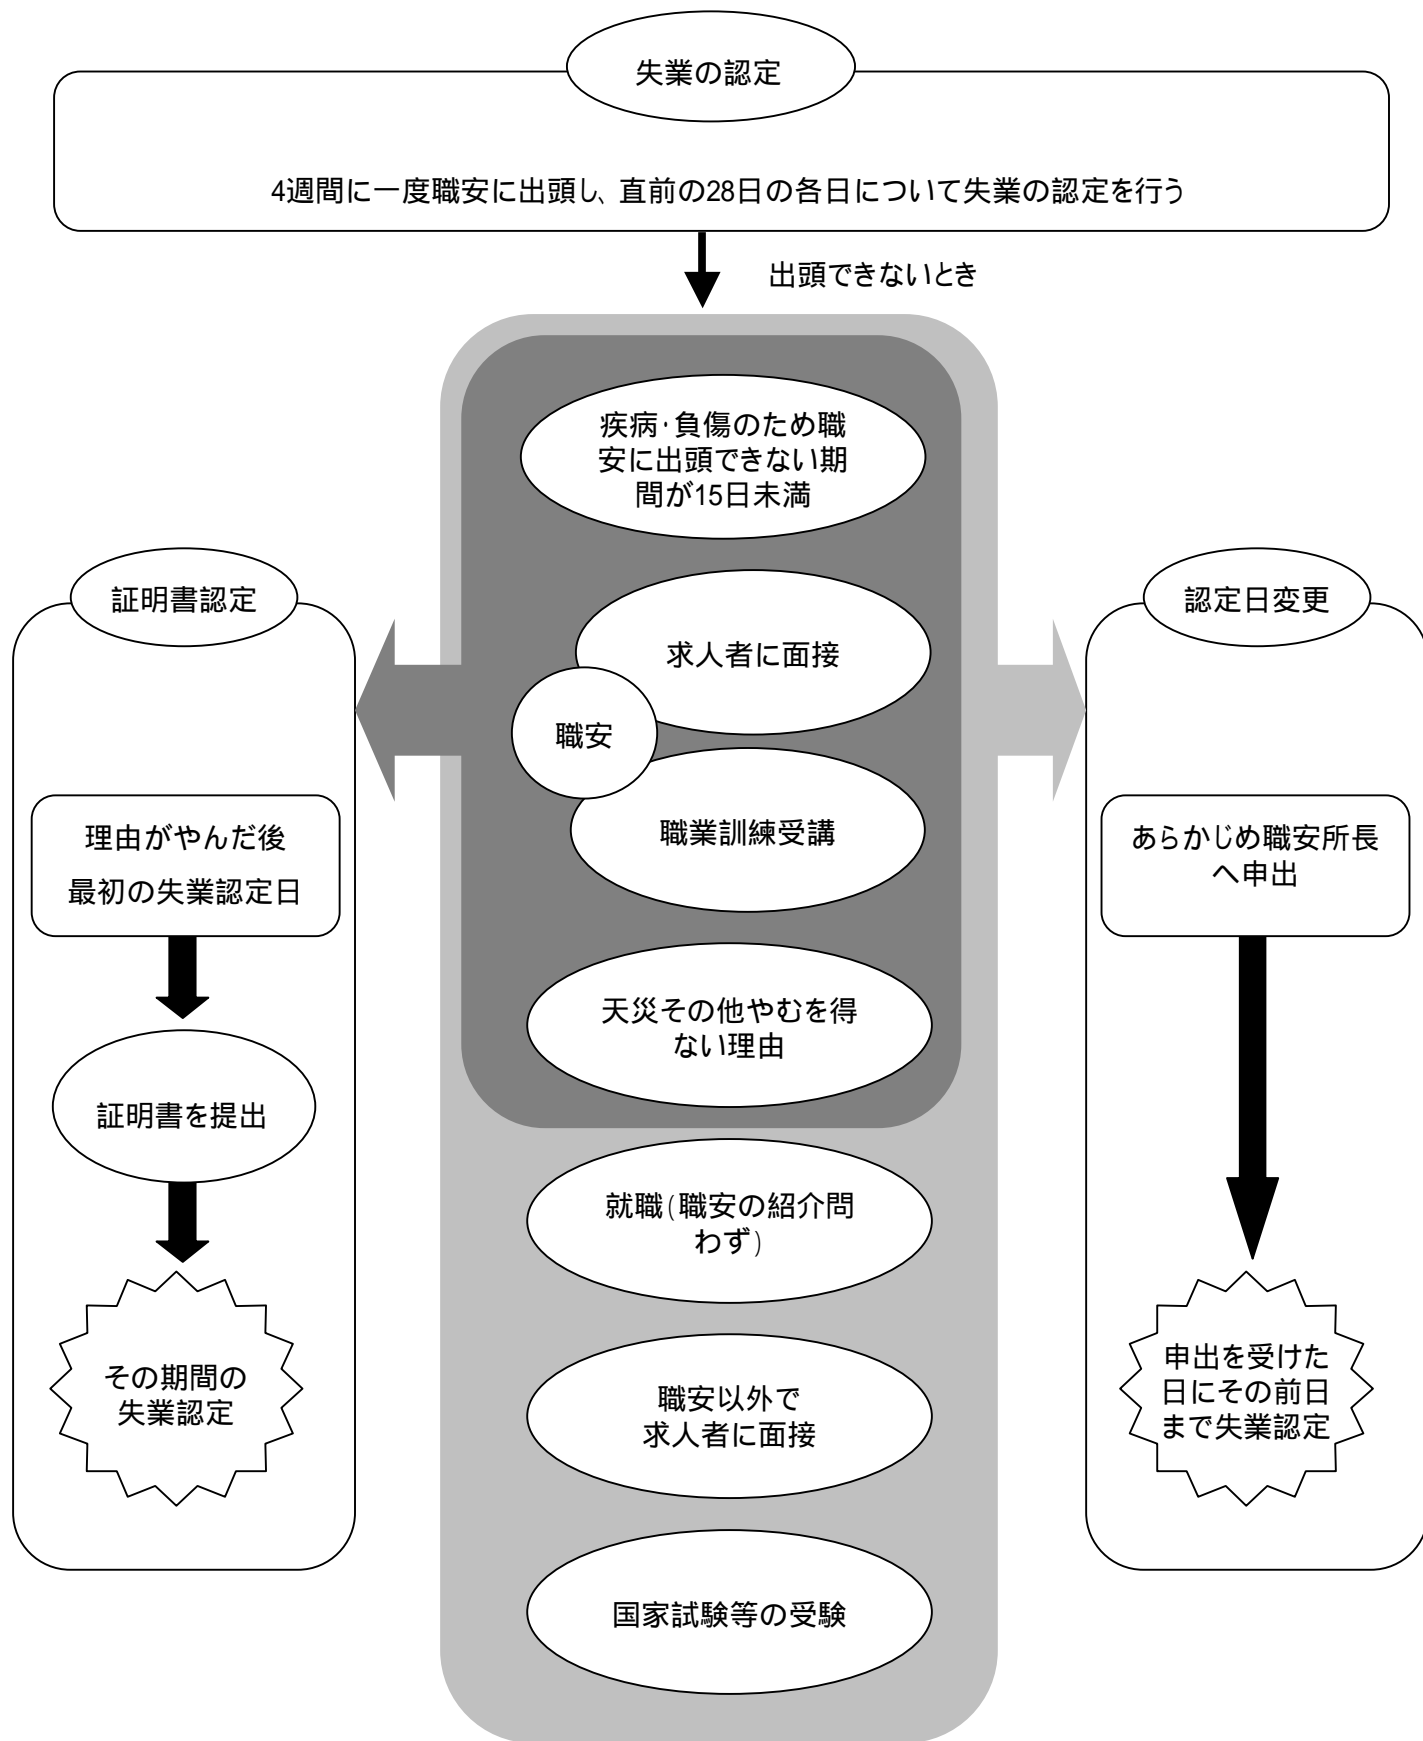 失業の認定
4週間に一度職安に出頭し、直前の28日の各日について失業の認定を行う
出頭できないとき
疾病・負傷のため職
安に出頭できない期
間が15日未満
求人者に面接
職安
職業訓練受講
天災その他やむを得
ない理由
就職(職安の紹介問
わず)
職安以外で
求人者に面接
国家試験等の受験
証明書認定
理由がやんだ後
最初の失業認定日
証明書を提出
その期間の
失業認定
認定日変更
あらかじめ職安所長
へ申出
申出を受けた
日にその前日
まで失業認定